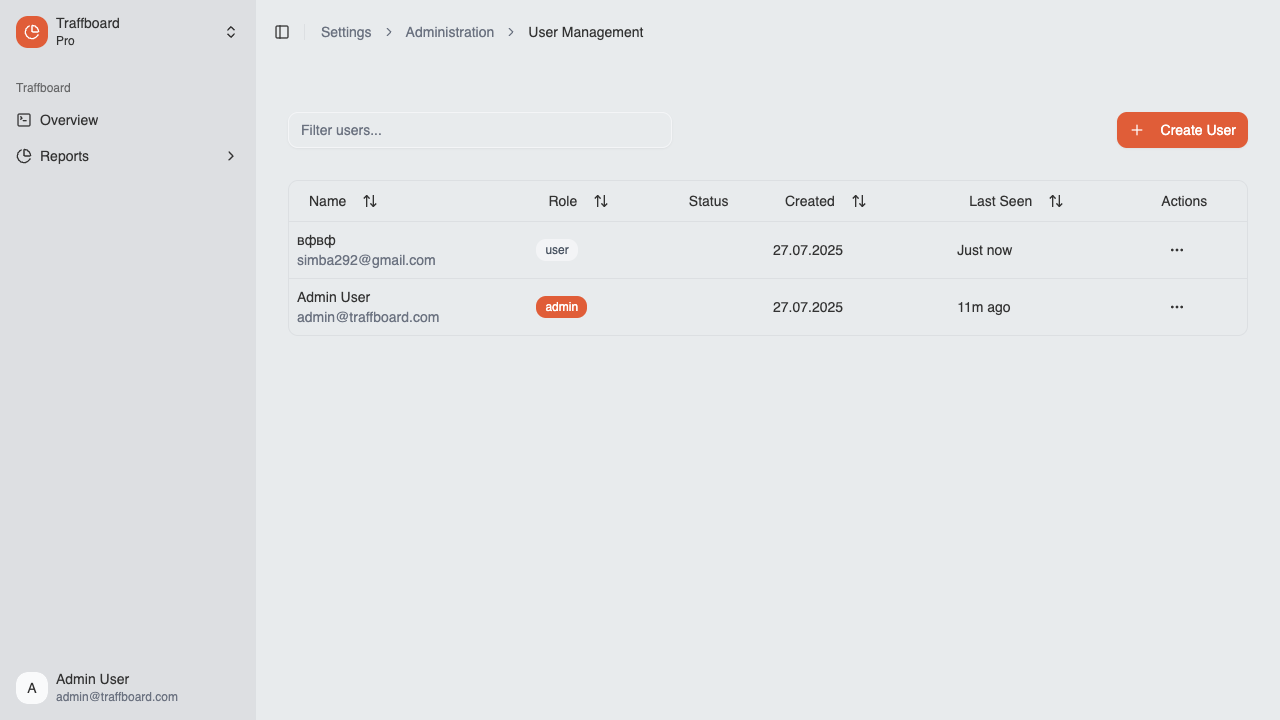 Traffboard
Pro
Traffboard
Overview
Reports
Admin User
A
admin@traffboard.com
Settings > Administration > User Management
Filter users...
Create User
Name Role Status Created Last Seen Actions
вфвф
simba292@gmail.com
user 27.07.2025 Just now
Admin User
admin@traffboard.com
admin 27.07.2025 11m ago